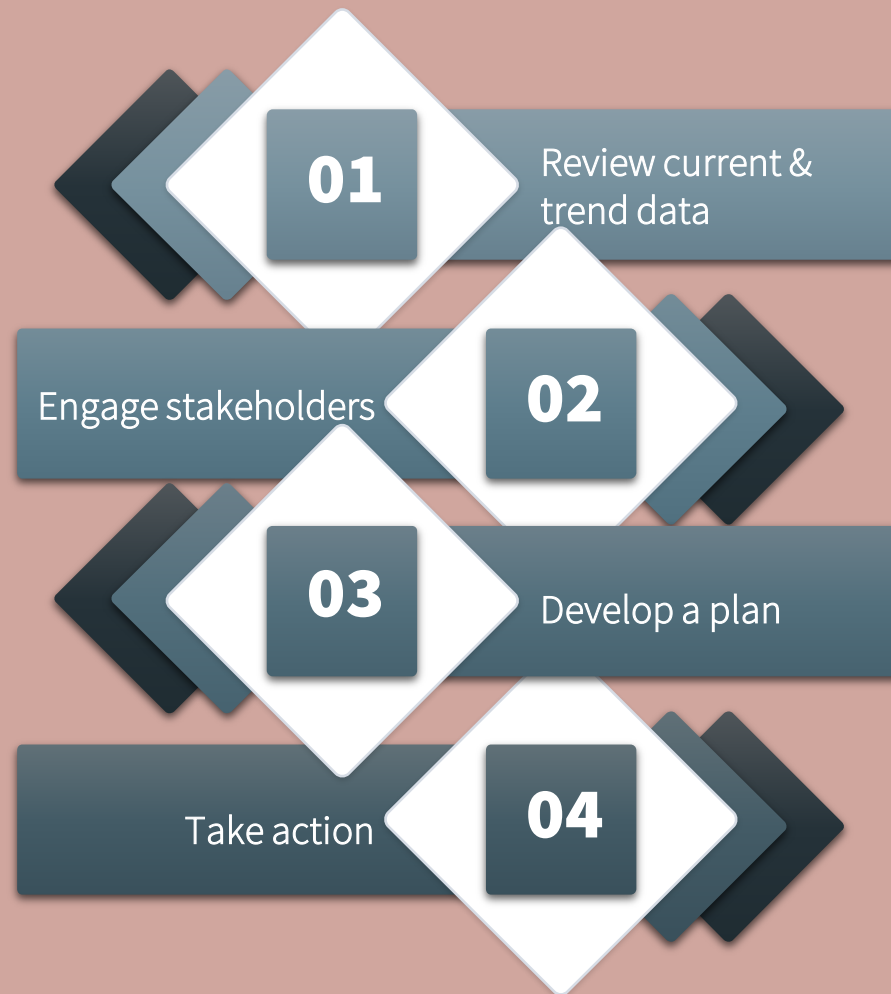 01
Review current &
trend data
Engage stakeholders
02
03
Develop a plan
Take action
04